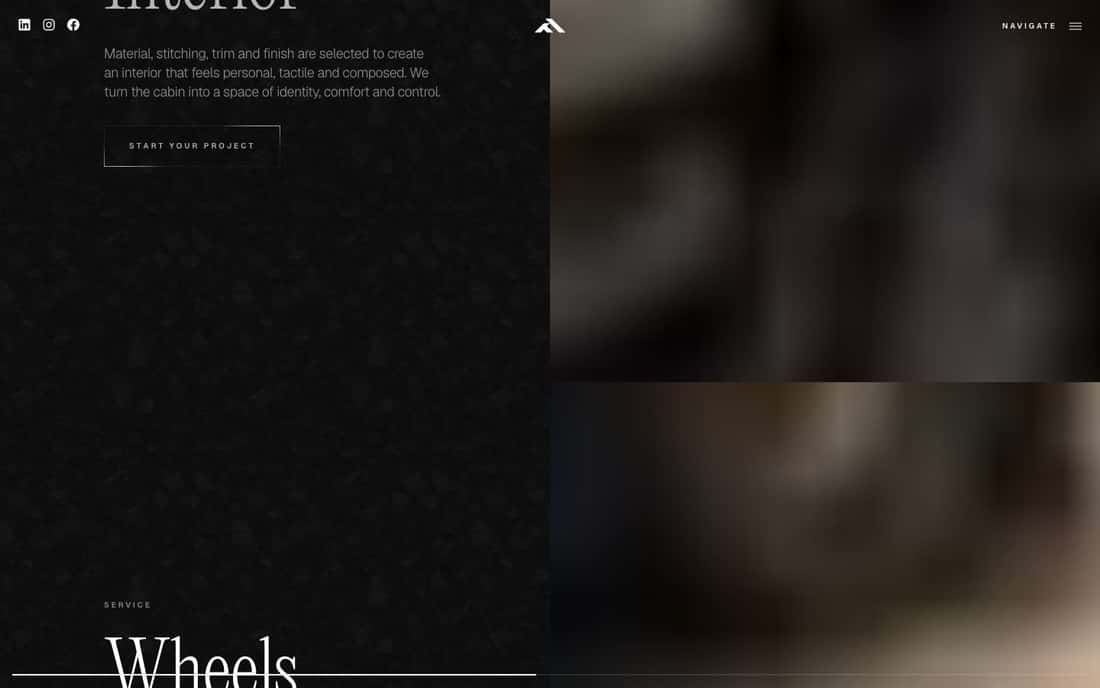 Interior
NAVIGATE
Material, stitching, trim and finish are selected to create
an interior that feels personal, tactile and composed. We
turn the cabin into a space of identity, comfort and control.
START YOUR PROJECT
SERVICE
Wheels